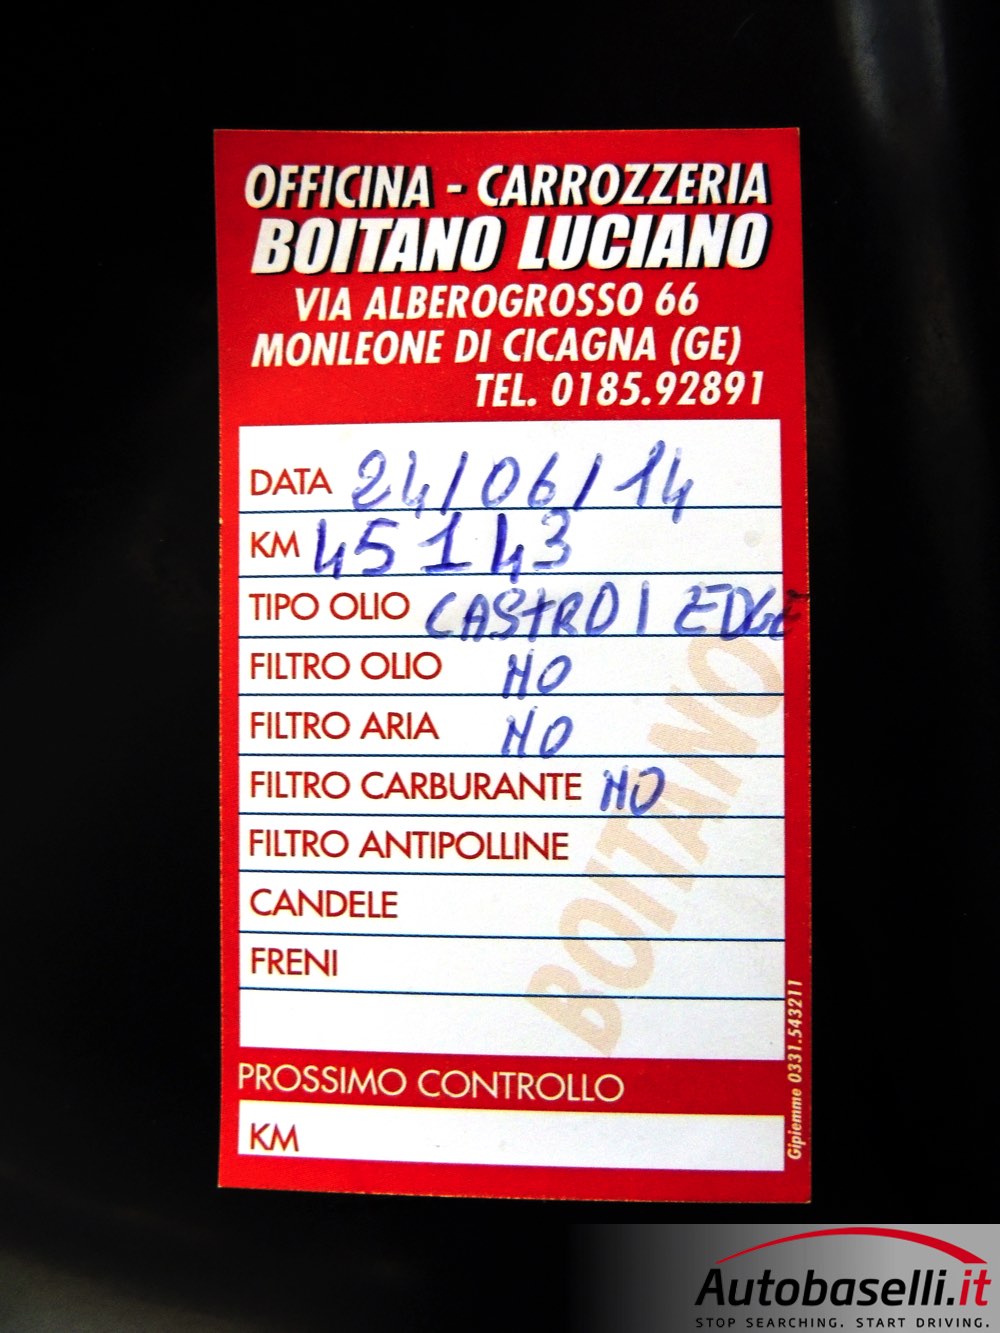 OFFICINA - CARROZZERIA
BOITANO LUCIANO
VIA ALBEROGROSSO 66
MONLEONE DI CICAGNA (GE)
TEL. 0185.92891
DATA 24/06/14
KM 45143
TIPO OLIO CASTROl EDGE
FILTRO OLIO NO
FILTRO ARIA NO
FILTRO CARBURANTE NO
FILTRO ANTIPOLLINE
CANDELE
FRENI
BOITANO
Gipiemme 0331.543211
PROSSIMO CONTROLLO
KM
Autobaselli.it
STOP SEARCHING. START DRIVING.